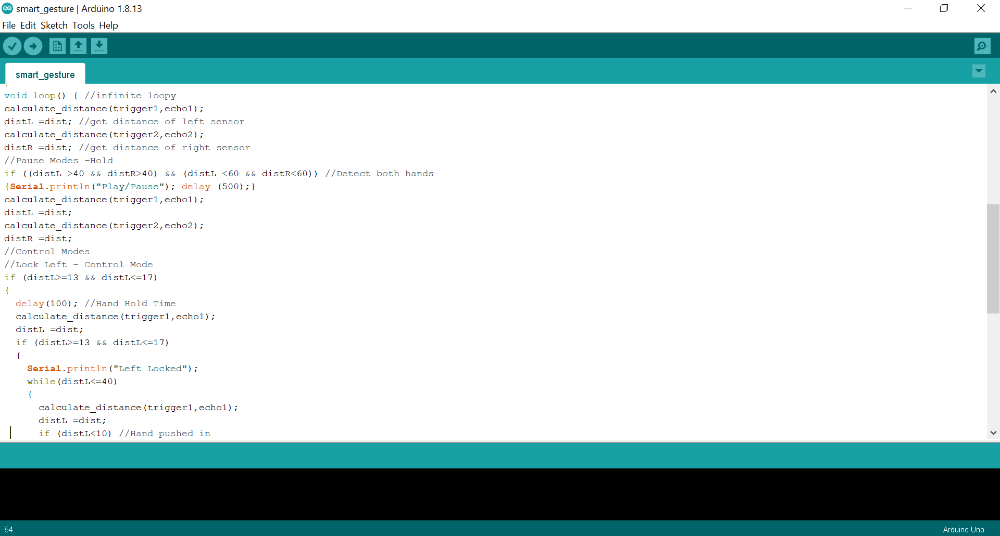 smart_gesture | Arduino 1.8.13
File Edit Sketch Tools Help
smart_gesture
}
void loop() { //infinite loopy
calculate_distance(trigger1,echo1);
distL =dist; //get distance of left sensor
calculate_distance(trigger2,echo2);
distR =dist; //get distance of right sensor
//Pause Modes -Hold
if ((distL >40 && distR>40) && (distL <60 && distR<60)) //Detect both hands
{Serial.println("Play/Pause"); delay (500);}
calculate_distance(trigger1,echo1);
distL =dist;
calculate_distance(trigger2,echo2);
distR =dist;
//Control Modes
//Lock Left - Control Mode
if (distL>=13 && distL<=17)
{
  delay(100); //Hand Hold Time
  calculate_distance(trigger1,echo1);
  distL =dist;
  if (distL>=13 && distL<=17)
  {
    Serial.println("Left Locked");
    while(distL<=40)
    {
      calculate_distance(trigger1,echo1);
      distL =dist;
      if (distL<10) //Hand pushed in
54
Arduino Uno